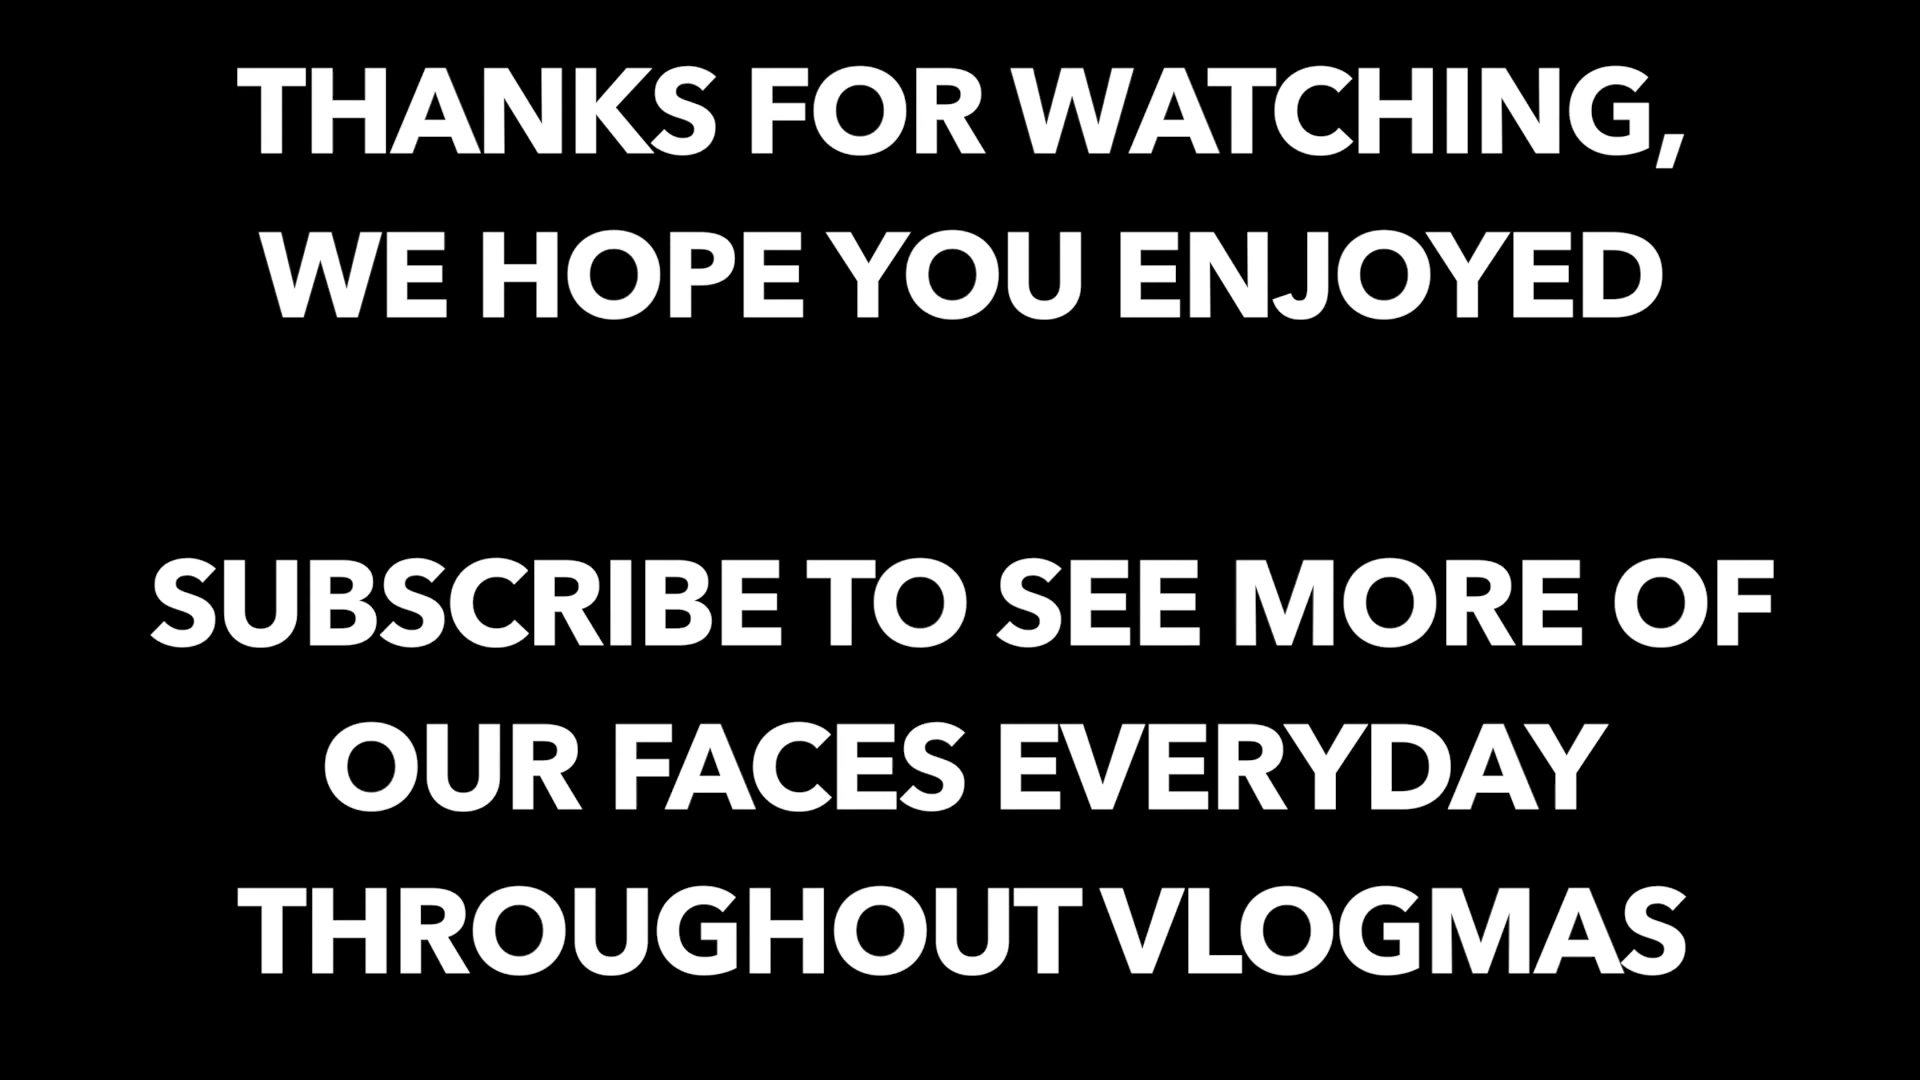 THANKS FOR WATCHING,
WE HOPE YOU ENJOYED
SUBSCRIBE TO SEE MORE OF
OUR FACES EVERYDAY
THROUGHOUT VLOGMAS